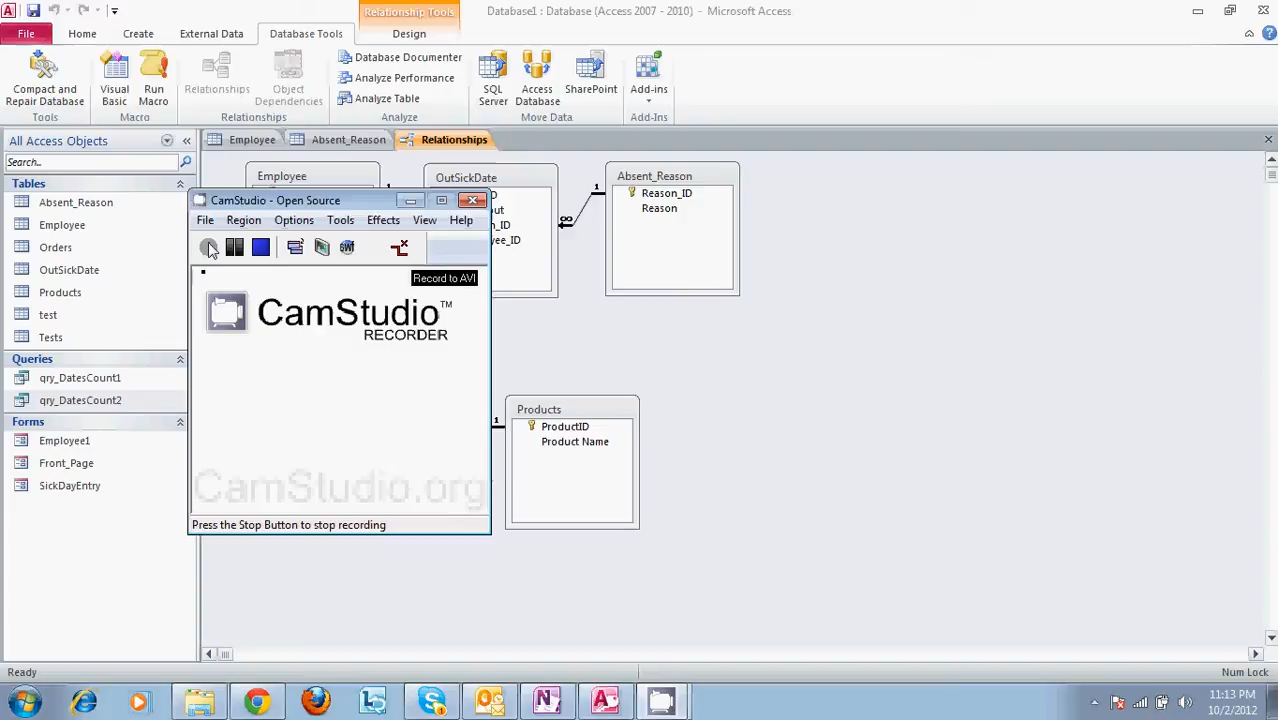 Relationship Tools
Database1 : Database (Access 2007 - 2010) - Microsoft Access
File
Home
Create
External Data
Database Tools
Design
Compact and
Repair Database
Visual
Basic
Run
Macro
Relationships
Object
Dependencies
Database Documenter
Analyze Performance
Analyze Table
SQL
Server
Access
Database
SharePoint
Add-ins
Tools
Macro
Relationships
Analyze
Move Data
Add-Ins
All Access Objects
Search...
Tables
Absent_Reason
Employee
Orders
OutSickDate
Products
test
Tests
Queries
qry_DatesCount1
qry_DatesCount2
Forms
Employee1
Front_Page
SickDayEntry
Employee
Absent_Reason
Relationships
Employee
1
OutSickDate
1
∞
Absent_Reason
Reason_ID
Reason
CamStudio - Open Source
File
Region
Options
Tools
Effects
View
Help
SWF
Record to AVI
CamStudio™
RECORDER
CamStudio.org
Press the Stop Button to stop recording
1
Products
ProductID
Product Name
Ready
Num Lock
11:13 PM
10/2/2012